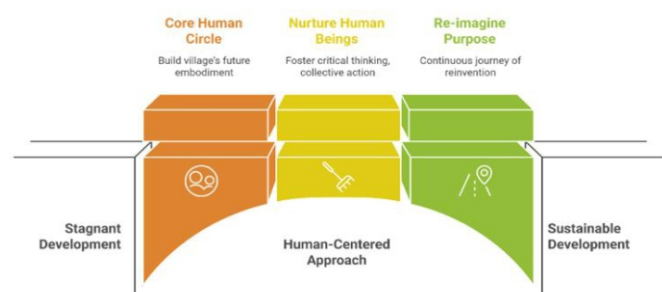 Core Human
Circle
Build village's future
embodiment
Nurture Human
Beings
Foster critical thinking,
collective action
Re-imagine
Purpose
Continuous journey of
reinvention
Stagnant
Development
Human-Centered
Approach
Sustainable
Development